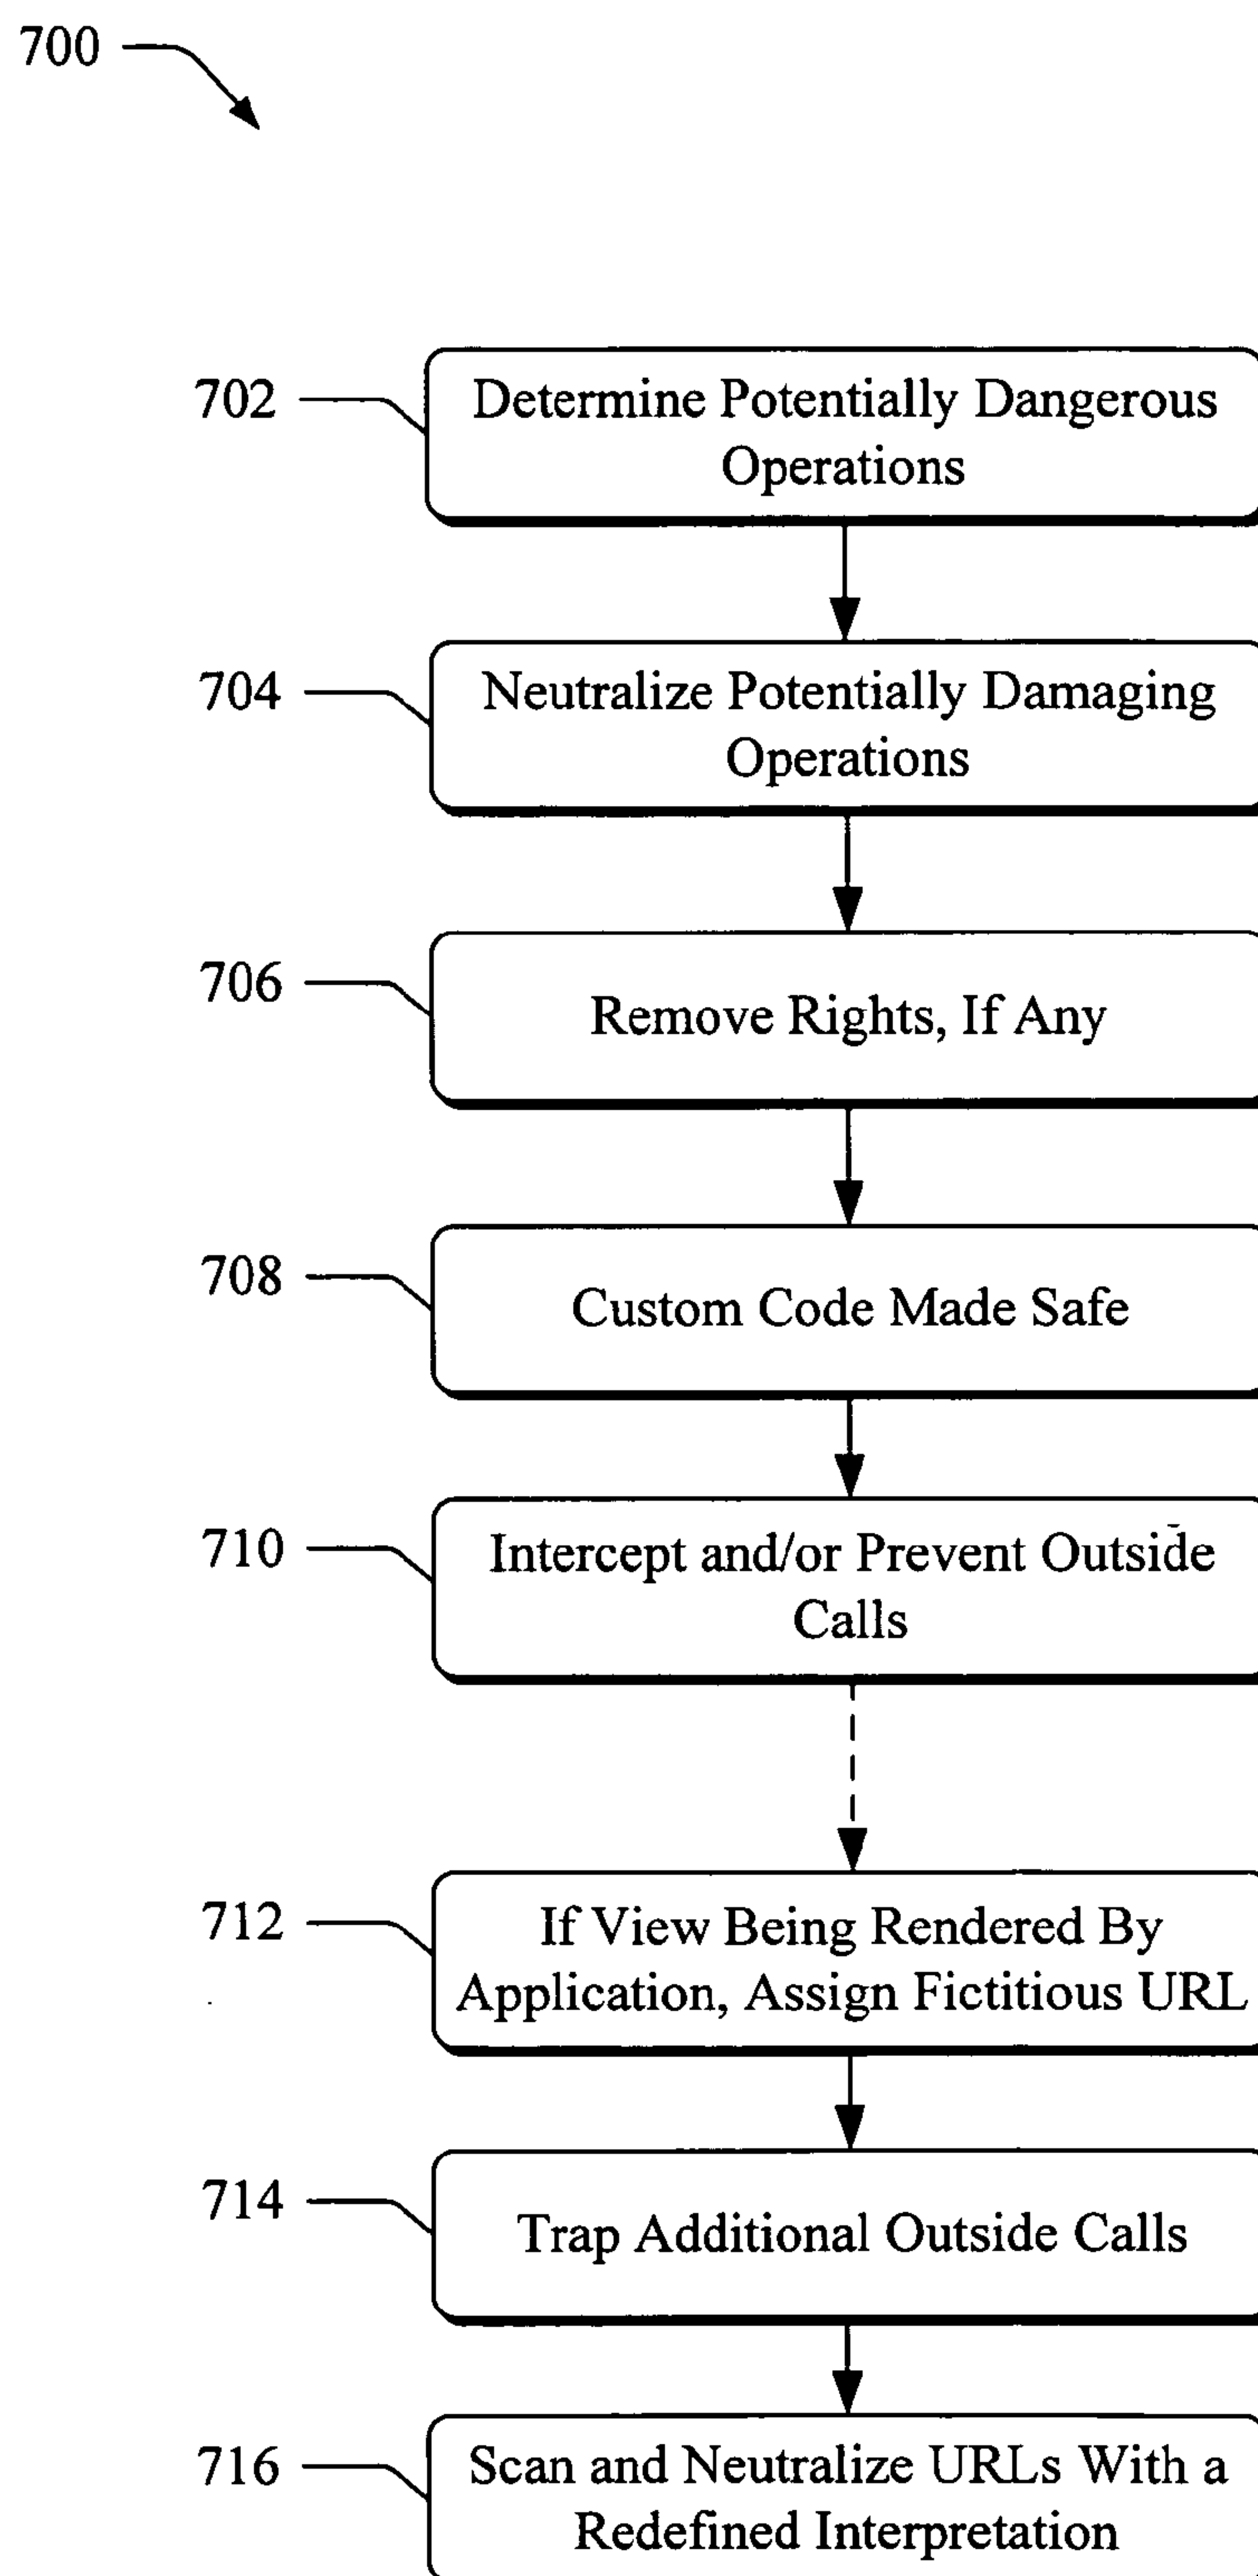 700
702
Determine Potentially Dangerous
Operations
704
Neutralize Potentially Damaging
Operations
706
Remove Rights, If Any
708
Custom Code Made Safe
710
Intercept and/or Prevent Outside
Calls
712
If View Being Rendered By
Application, Assign Fictitious URL
714
Trap Additional Outside Calls
716
Scan and Neutralize URLs With a
Redefined Interpretation